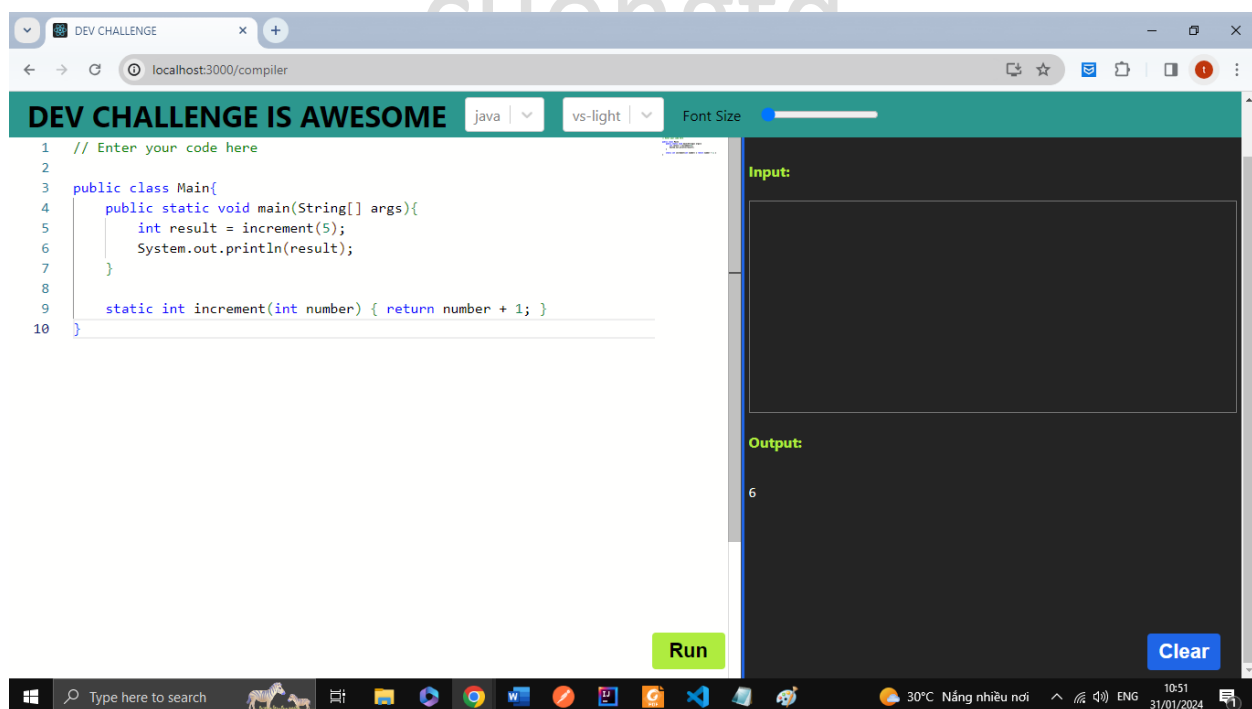 cuongtq
DEV CHALLENGE
localhost:3000/compiler
DEV CHALLENGE IS AWESOME java vs-light Font Size
1 // Enter your code here
2
3 public class Main{
4 public static void main(String[] args){
5 int result = increment(5);
6 System.out.println(result);
7 }
8
9 static int increment(int number) { return number + 1; }
10 }
Input:
Output:
6
Run
Clear
Type here to search
30°C Nắng nhiều nơi
ENG
10:51
31/01/2024